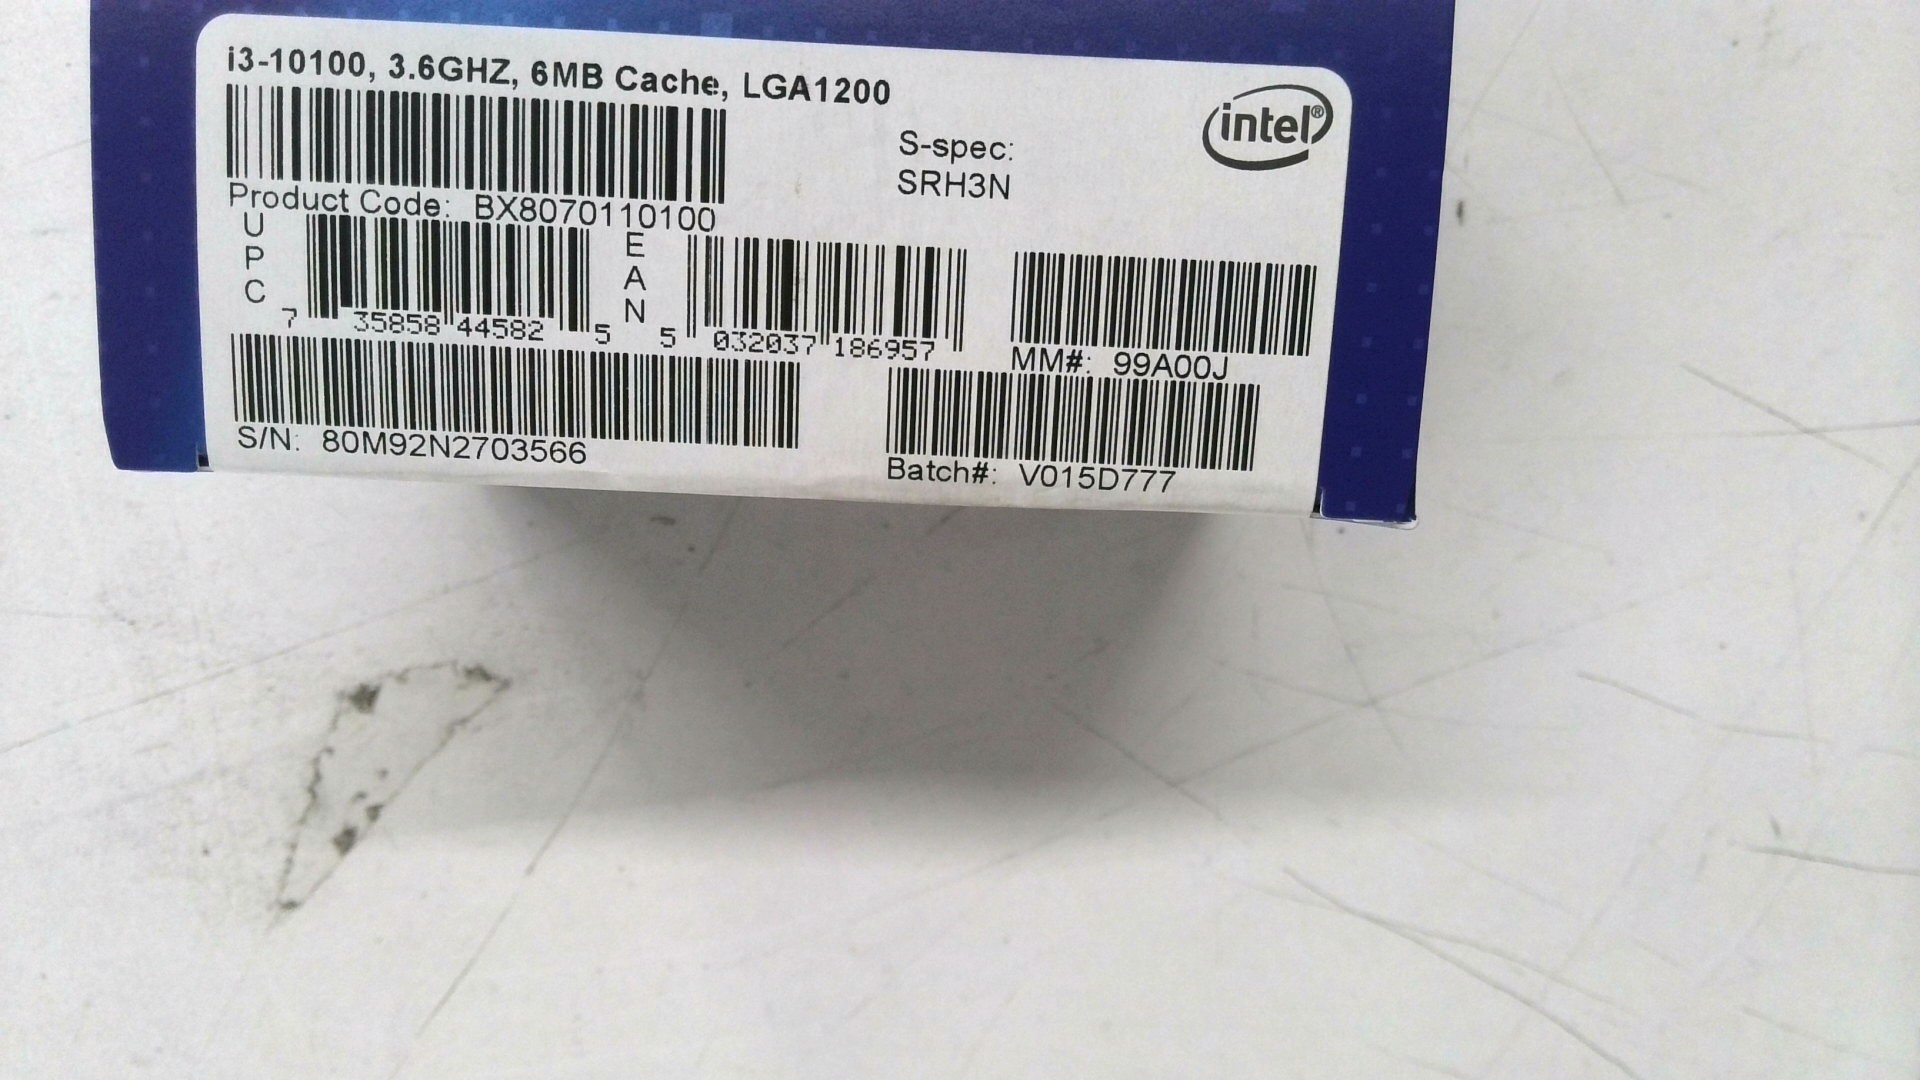 i3-10100, 3.6GHZ, 6MB Cache, LGA1200
intel®
S-spec:
SRH3N
Product Code: BX8070110100
UPC
7 35858 44582 5
EAN
5 032037 186957
MM#: 99A00J
S/N: 80M92N2703566
Batch#: V015D777